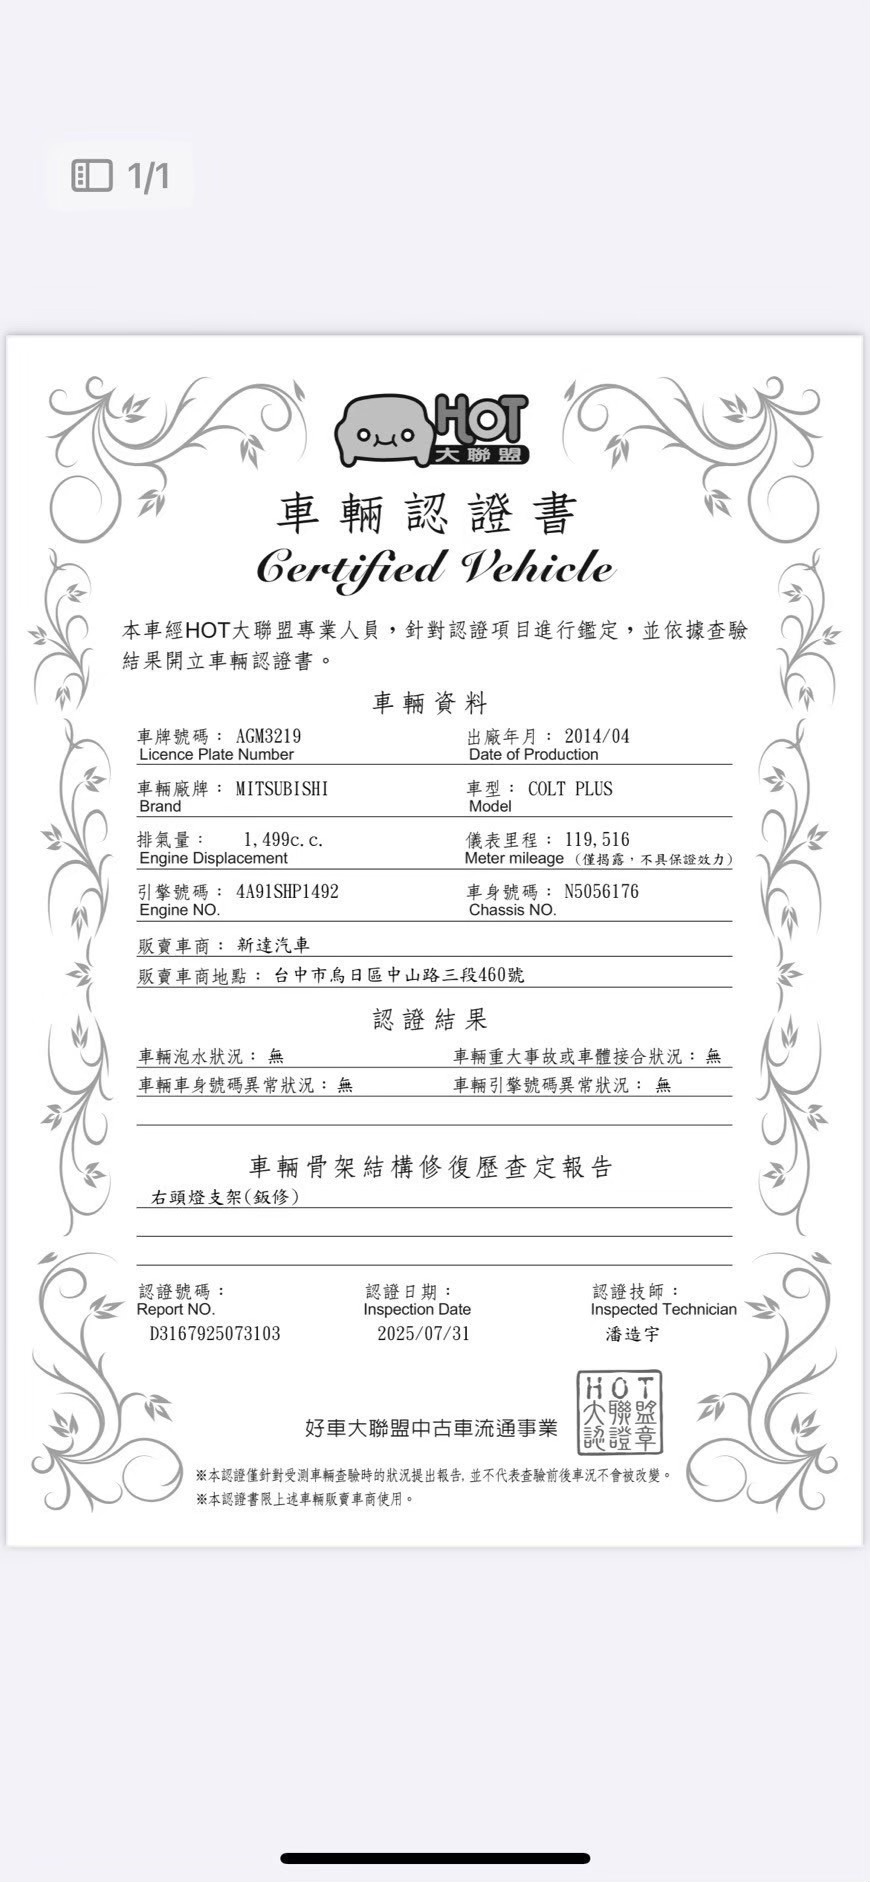 1/1
HOT
大聯盟
車輛認證書
Certified Vehicle
本車經HOT大聯盟專業人員，針對認證項目進行鑑定，並依據查驗
結果開立車輛認證書。
車輛資料
車牌號碼： AGM3219 出廠年月： 2014/04
Licence Plate Number Date of Production
車輛廠牌： MITSUBISHI 車型： COLT PLUS
Brand Model
排氣量： 1,499c.c. 儀表里程： 119,516
Engine Displacement Meter mileage （僅揭露，不具保證效力）
引擎號碼： 4A91SHP1492 車身號碼： N5056176
Engine NO. Chassis NO.
販賣車商： 新達汽車
販賣車商地點： 台中市烏日區中山路三段460號
認證結果
車輛泡水狀況： 無 車輛重大事故或車體接合狀況： 無
車輛車身號碼異常狀況： 無 車輛引擎號碼異常狀況： 無
車輛骨架結構修復歷查定報告
右頭燈支架(鈑修)
認證號碼： 認證日期： 認證技師：
Report NO. Inspection Date Inspected Technician
D3167925073103 2025/07/31 潘造宇
好車大聯盟中古車流通事業
HOT
大聯盟
認證章
※本認證僅針對受測車輛查驗時的狀況提出報告, 並不代表查驗前後車況不會被改變。
※本認證書限上述車輛販賣車商使用。